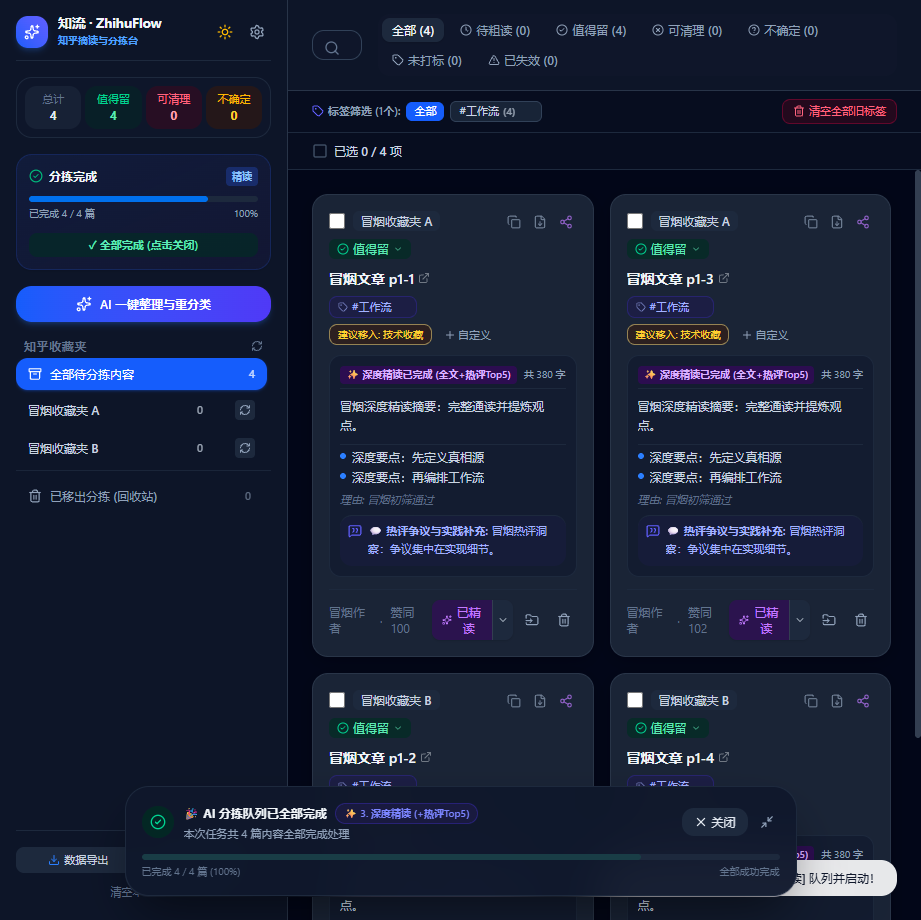 知流 · ZhihuFlow
知乎摘读与分拣台
总计
4
值得留
4
可清理
0
不确定
0
分拣完成
精读
已完成 4 / 4 篇
100%
✓ 全部完成 (点击关闭)
AI 一键整理与重分类
知乎收藏夹
全部待分拣内容
4
冒烟收藏夹 A
0
冒烟收藏夹 B
0
已移出分拣 (回收站)
0
数据导出
全部 (4)
待粗读 (0)
值得留 (4)
可清理 (0)
不确定 (0)
未打标 (0)
已失效 (0)
标签筛选 (1个):
全部
#工作流 (4)
清空全部旧标签
已选 0 / 4 项
冒烟收藏夹 A
值得留
冒烟文章 p1-1
#工作流
建议移入: 技术收藏
+ 自定义
✨ 深度精读已完成 (全文+热评Top5)
共 380 字
冒烟深度精读摘要：完整通读并提炼观
点。
深度要点：先定义真相源
深度要点：再编排工作流
理由: 冒烟初筛通过
💬 热评争议与实践补充: 冒烟热评洞
察：争议集中在实现细节。
冒烟作
者
·
赞同
100
已精
读
冒烟收藏夹 A
值得留
冒烟文章 p1-3
#工作流
建议移入: 技术收藏
+ 自定义
✨ 深度精读已完成 (全文+热评Top5)
共 380 字
冒烟深度精读摘要：完整通读并提炼观
点。
深度要点：先定义真相源
深度要点：再编排工作流
理由: 冒烟初筛通过
💬 热评争议与实践补充: 冒烟热评洞
察：争议集中在实现细节。
冒烟作
者
·
赞同
102
已精
读
冒烟收藏夹 B
值得留
冒烟文章 p1-2
#工作流
点。
冒烟收藏夹 B
值得留
冒烟文章 p1-4
#工作流
p5)
共 380 字
点。
🎉 AI 分拣队列已全部完成
✨ 3. 深度精读 (+热评Top5)
本次任务共 4 篇内容全部完成处理
关闭
已完成 4 / 4 篇 (100%)
全部成功完成
] 队列并启动!